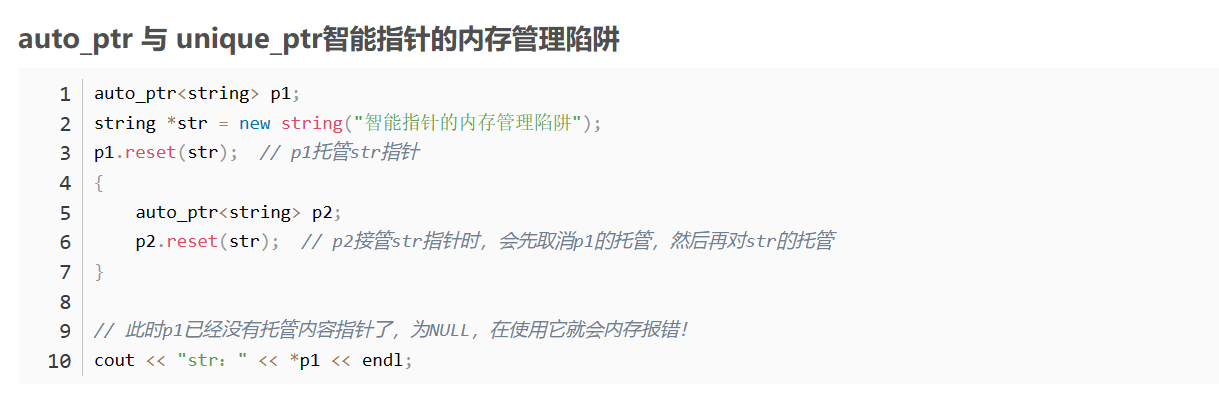 auto_ptr 与 unique_ptr智能指针的内存管理陷阱
1 auto_ptr<string> p1;
2 string *str = new string("智能指针的内存管理陷阱");
3 p1.reset(str);  // p1托管str指针
4 {
5     auto_ptr<string> p2;
6     p2.reset(str);  // p2接管str指针时，会先取消p1的托管，然后再对str的托管
7 }
8
9 // 此时p1已经没有托管内容指针了，为NULL，在使用它就会内存报错！
10 cout << "str：" << *p1 << endl;